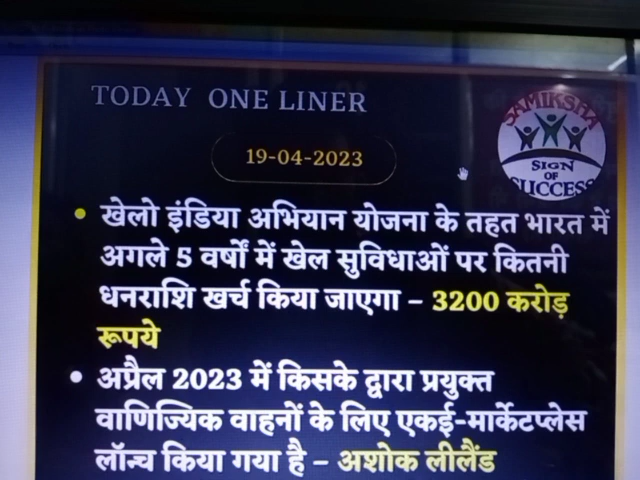 TODAY ONE LINER
SAMIKSHA
SIGN
OF
SUCCESS
19-04-2023
• खेलो इंडिया अभियान योजना के तहत भारत में
अगले 5 वर्षों में खेल सुविधाओं पर कितनी
धनराशि खर्च किया जाएगा – 3200 करोड़
रूपये
• अप्रैल 2023 में किसके द्वारा प्रयुक्त
वाणिज्यिक वाहनों के लिए एकई-मार्केटप्लेस
लॉन्च किया गया है – अशोक लीलैंड